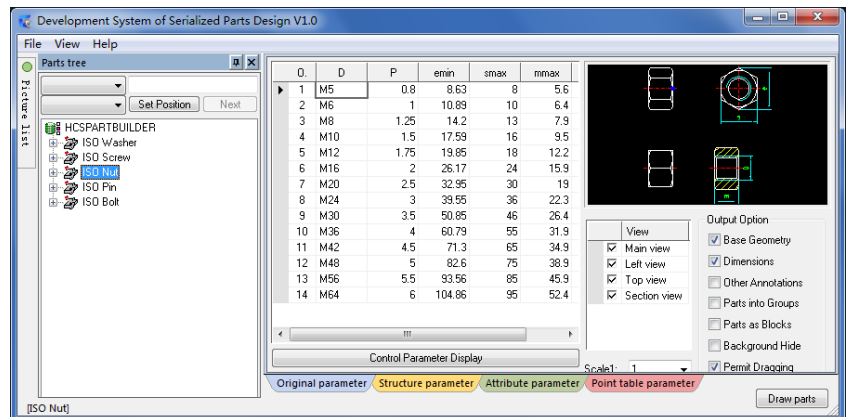 Development System of Serialized Parts Design V1.0
File View Help
Parts tree
Picture list
Set Position Next
HCSPARTBUILDER
ISO Washer
ISO Screw
ISO Nut
ISO Pin
ISO Bolt
0. D P emin smax mmax
1 M5 0.8 8.63 8 5.6
2 M6 1 10.89 10 6.4
3 M8 1.25 14.2 13 7.9
4 M10 1.5 17.59 16 9.5
5 M12 1.75 19.85 18 12.2
6 M16 2 26.17 24 15.9
7 M20 2.5 32.95 30 19
8 M24 3 39.55 36 22.3
9 M30 3.5 50.85 46 26.4
10 M36 4 60.79 55 31.9
11 M42 4.5 71.3 65 34.9
12 M48 5 82.6 75 38.9
13 M56 5.5 93.56 85 45.9
14 M64 6 104.86 95 52.4
Control Parameter Display
Original parameter Structure parameter Attribute parameter Point table parameter
View
Main view
Left view
Top view
Section view
Scale1: 1
Output Option
Base Geometry
Dimensions
Other Annotations
Parts into Groups
Parts as Blocks
Background Hide
Permit Dragging
Draw parts
[ISO Nut]